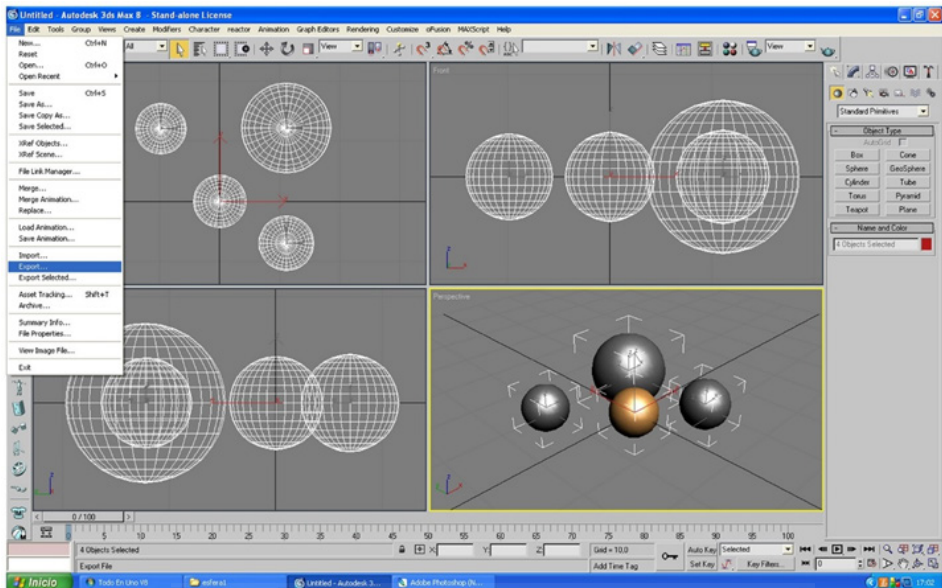 Untitled - Autodesk 3ds Max 8 - Stand-alone License
File Edit Tools Group Views Create Modifiers Character reactor Animation Graph Editors Rendering Customize oFusion MAXScript Help
New... Ctrl+N
Reset
Open... Ctrl+O
Open Recent
Save Ctrl+S
Save As...
Save Copy As...
Save Selected...
XRef Objects...
XRef Scene...
File Link Manager...
Merge...
Merge Animation...
Replace...
Load Animation...
Save Animation...
Import...
Export...
Export Selected...
Asset Tracking... Shift+T
Archive...
Summary Info...
File Properties...
View Image File...
Exit
All
View
View
Front
Perspective
Standard Primitives
Object Type
AutoGrid
Box Cone
Sphere GeoSphere
Cylinder Tube
Torus Pyramid
Teapot Plane
Name and Color
4 Objects Selected
0 / 100
0 5 10 15 20 25 30 35 40 45 50 55 60 65 70 75 80 85 90 95 100
4 Objects Selected X: Y: Z: Grid = 10,0 Auto Key Selected
Export File Add Time Tag Set Key Key Filters... 0
Inicio Todo En Uno V6 esfera1 Untitled - Autodesk 3... Adobe Photoshop (N...